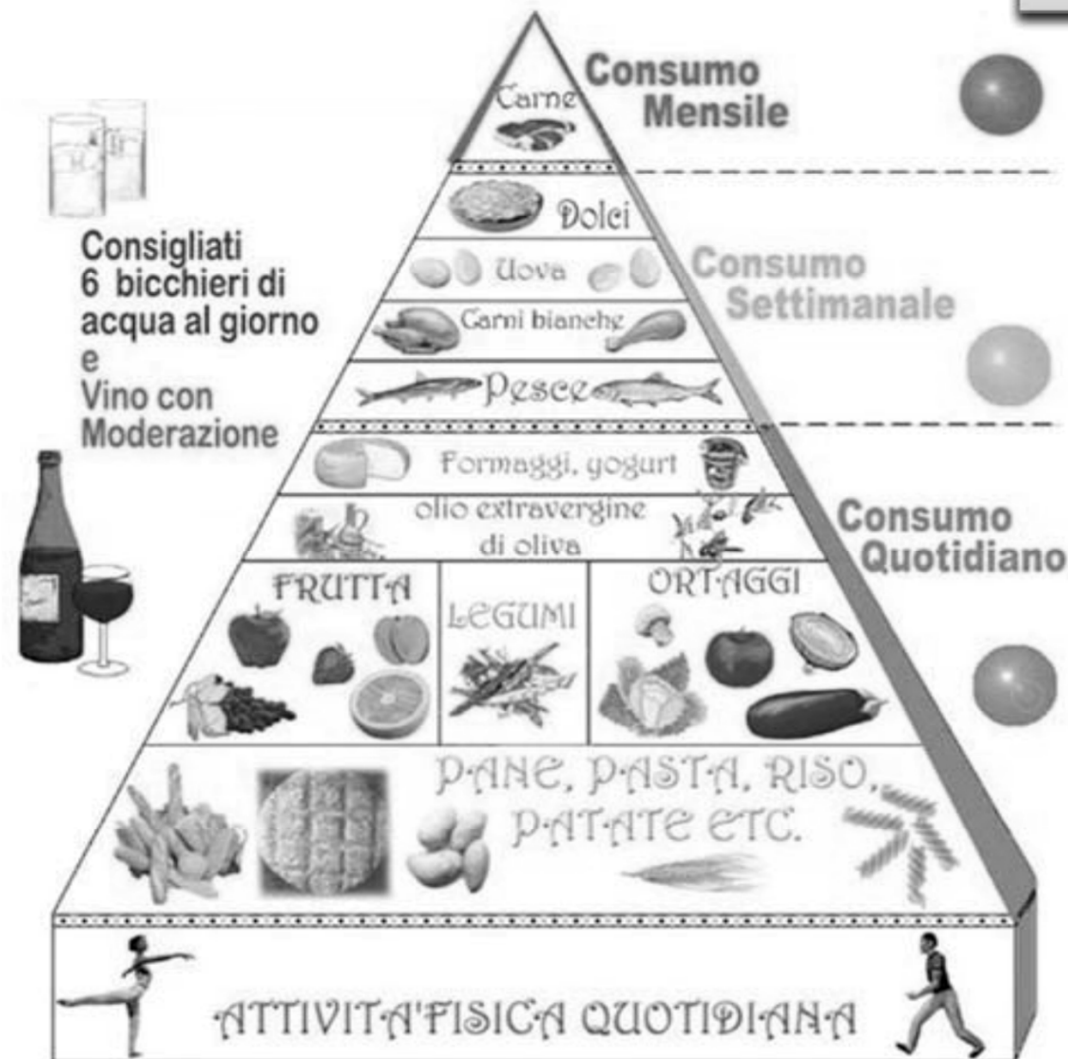 Carne
Consumo
Mensile
Dolci
Uova
Consumo
Settimanale
Carni bianche
Pesce
Consigliati
6 bicchieri di
acqua al giorno
e
Vino con
Moderazione
Formaggi, yogurt
olio extravergine
di oliva
Consumo
Quotidiano
FRUTTA
LEGUMI
ORTAGGI
PANE, PASTA, RISO,
PATATE ETC.
ATTIVITA'FISICA QUOTIDIANA